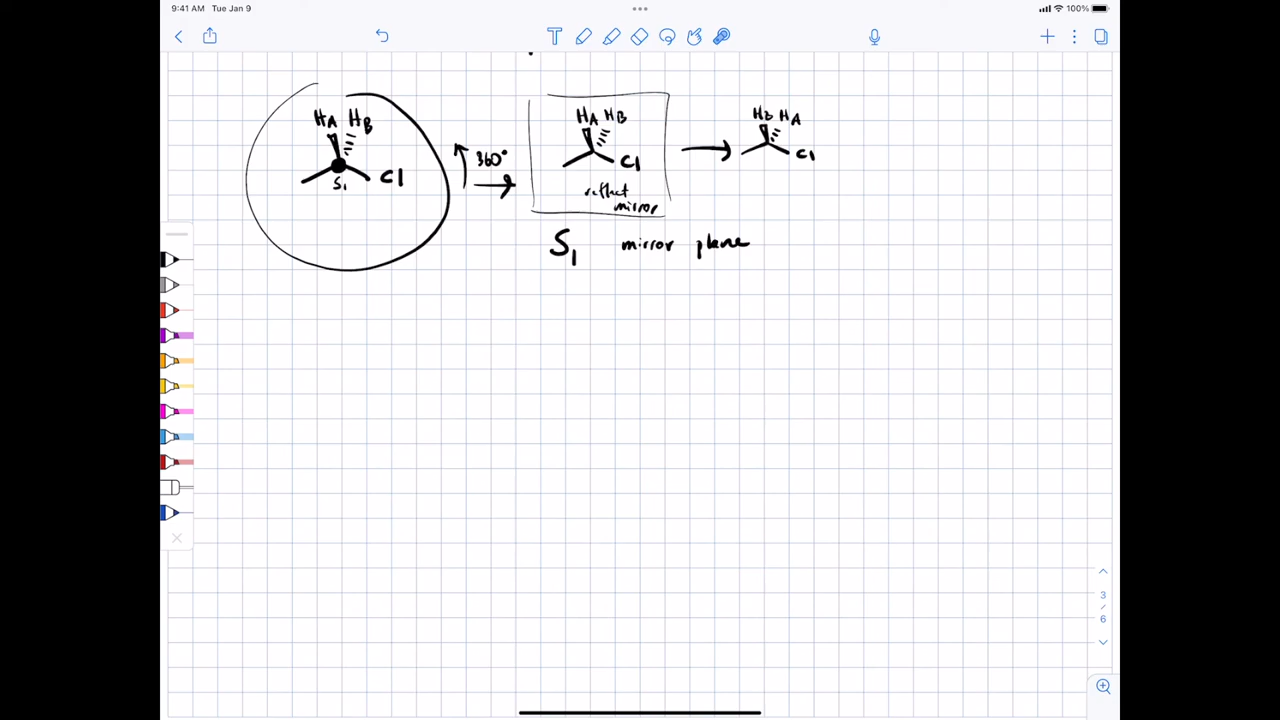 9:41 AM Tue Jan 9
100%
T
HA HB
Cl
S1
360°
HA HB
Cl
reflect
mirror
HB HA
Cl
S1 mirror plane
3
/
6